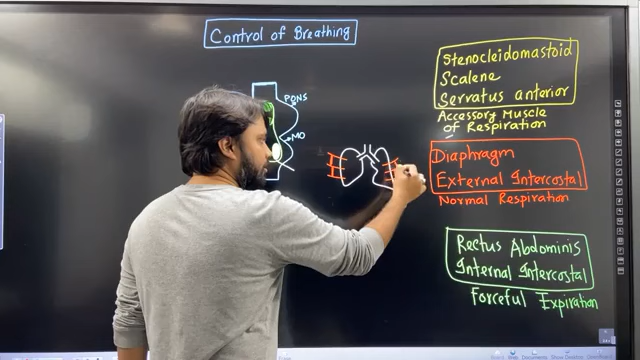 Control of Breathing
PONS
MO
Stenocleidomastoid
Scalene
Serratus anterior
Accessory Muscle
of Respiration
Diaphragm
External Intercostal
Normal Respiration
Rectus Abdominis
Internal Intercostal
Forceful Expiration